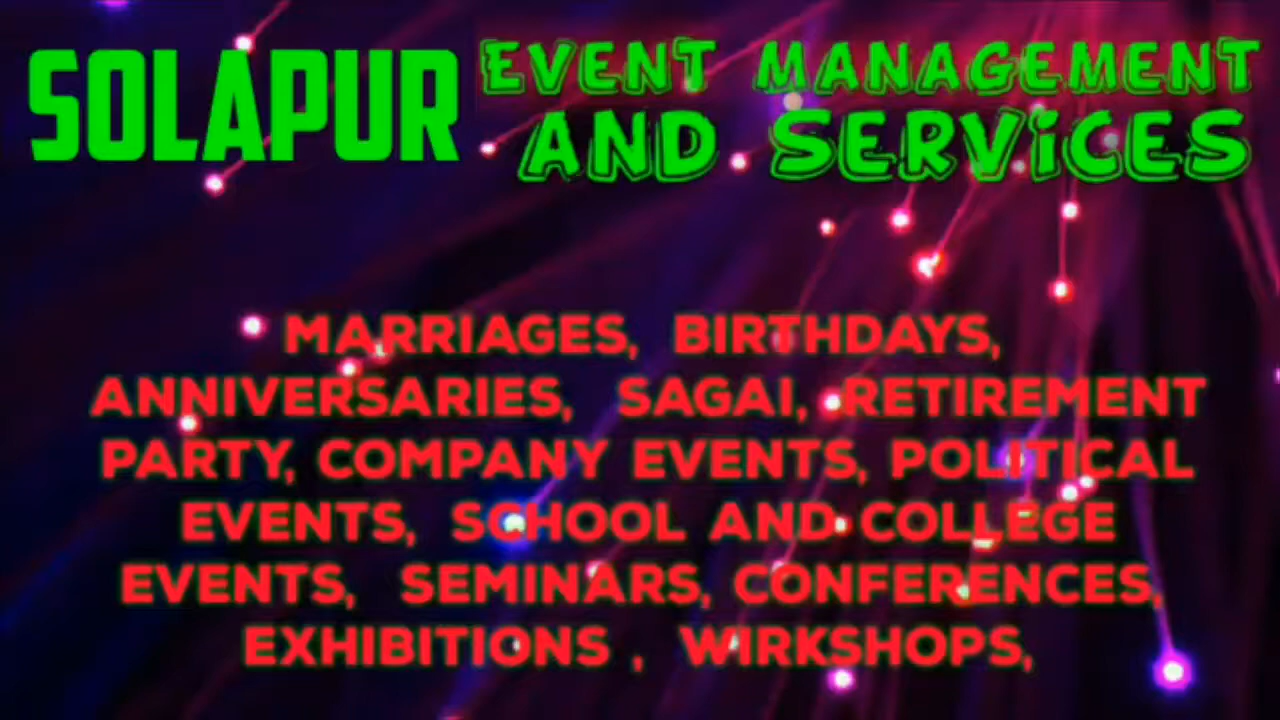 SOLAPUR
EVENT MANAGEMENT
AND SERVICES
MARRIAGES, BIRTHDAYS,
ANNIVERSARIES, SAGAI, RETIREMENT
PARTY, COMPANY EVENTS, POLITICAL
EVENTS, SCHOOL AND COLLEGE
EVENTS, SEMINARS, CONFERENCES,
EXHIBITIONS , WIRKSHOPS,